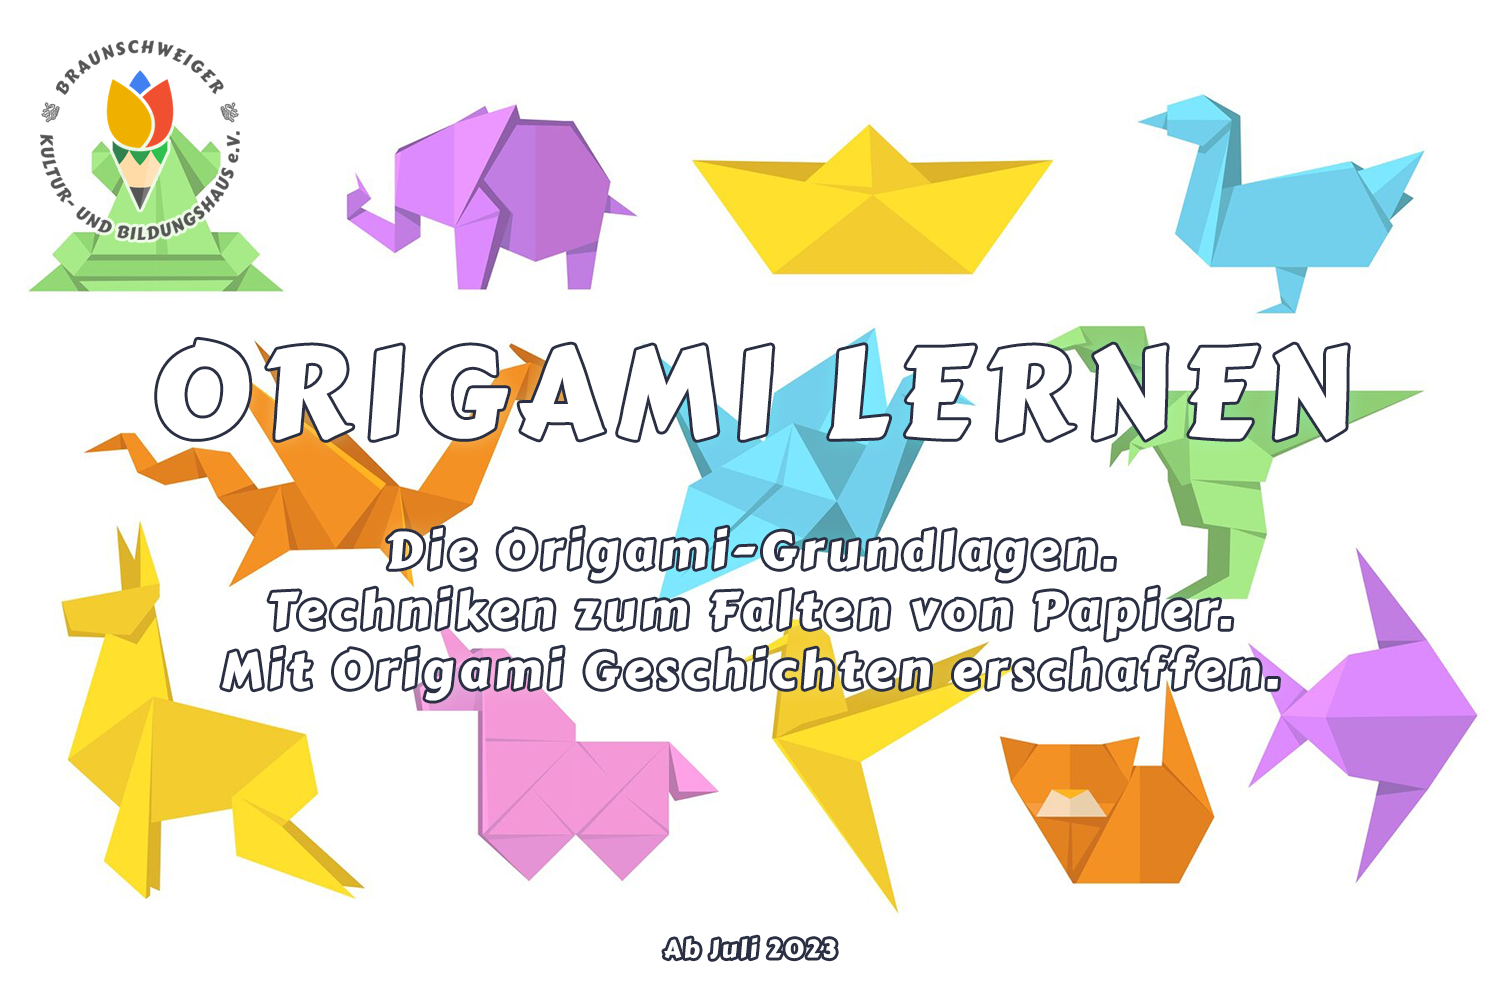 BRAUNSCHWEIGER
KULTUR- UND BILDUNGSHAUS e.V.
ORIGAMI LERNEN
Die Origami-Grundlagen.
Techniken zum Falten von Papier.
Mit Origami Geschichten erschaffen.
Ab Juli 2023